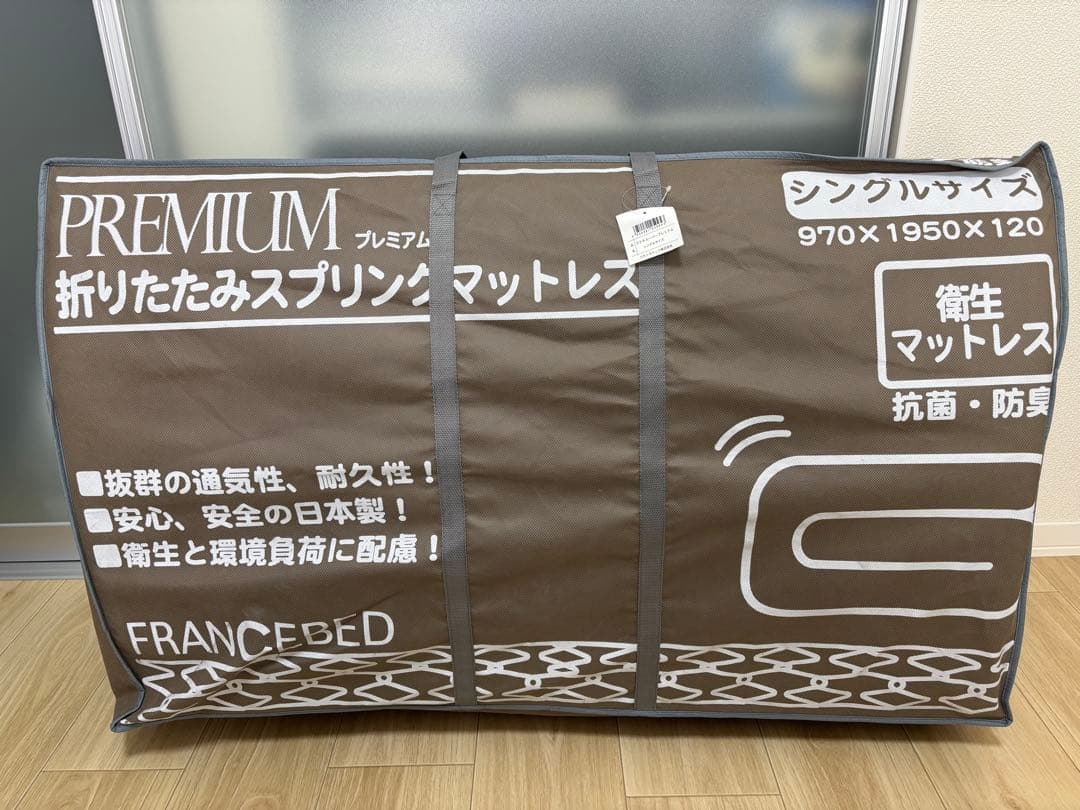 PREMIUM プレミアム
折りたたみスプリングマットレス
シングルサイズ
970×1950×120
衛生
マットレス
抗菌・防臭
■抜群の通気性、耐久性！
■安心、安全の日本製！
■衛生と環境負荷に配慮！
FRANCEBED